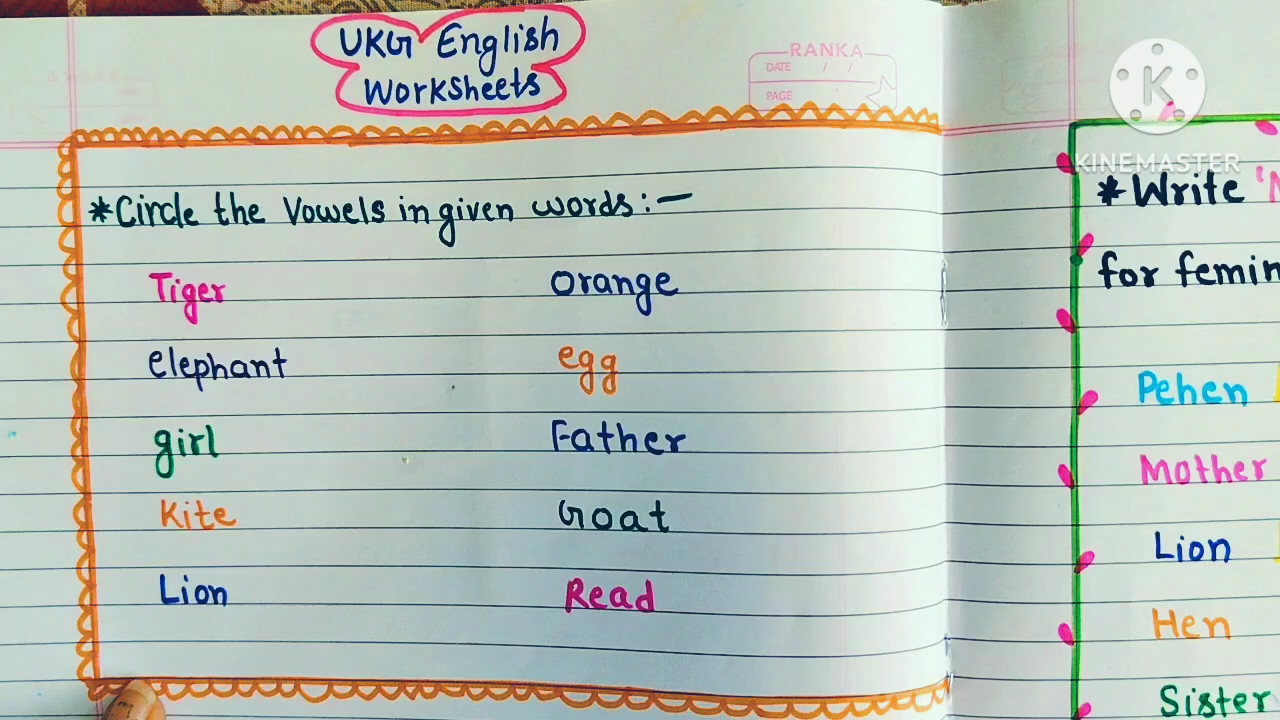 UKG English
Worksheets
RANKA
DATE / /
PAGE
K
KINEMASTER
*Circle the Vowels in given words:-
Tiger Orange
elephant egg
girl Father
Kite Goat
Lion Read
*Write
for femin
Pehen
Mother
Lion
Hen
Sister